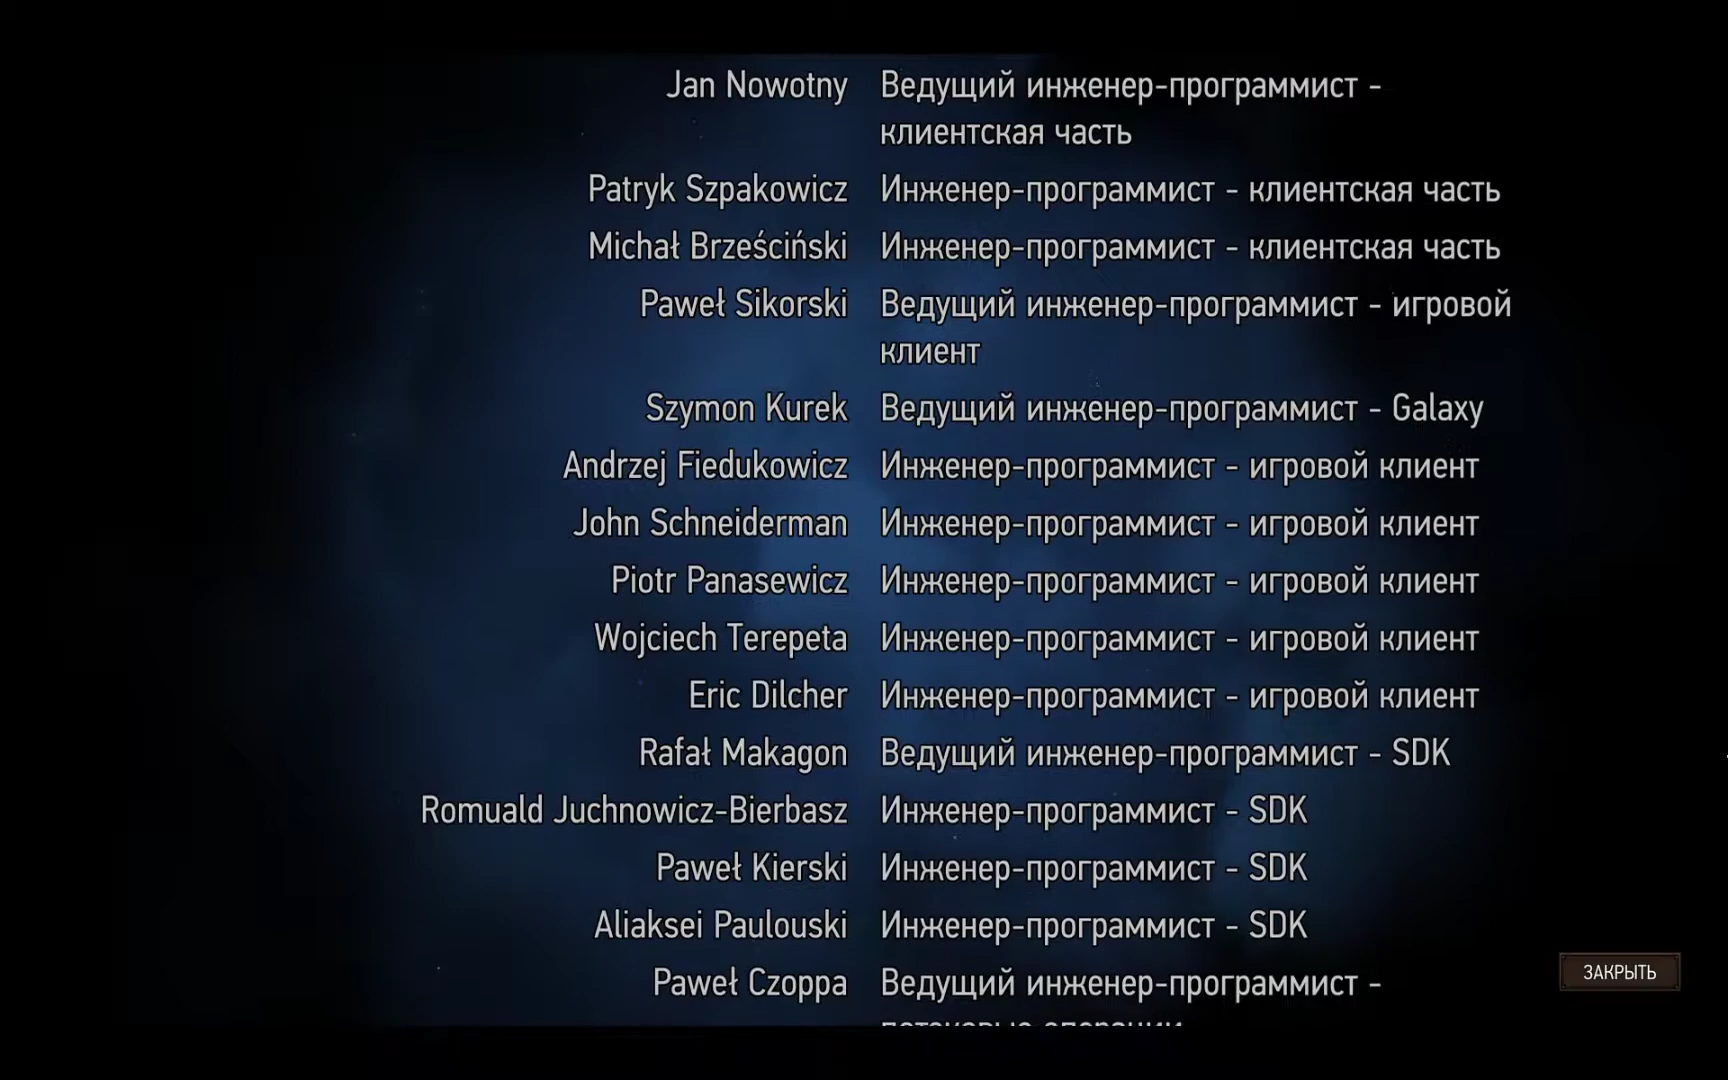 Jan Nowotny Ведущий инженер-программист -
клиентская часть
Patryk Szpakowicz Инженер-программист - клиентская часть
Michał Brześciński Инженер-программист - клиентская часть
Paweł Sikorski Ведущий инженер-программист - игровой
клиент
Szymon Kurek Ведущий инженер-программист - Galaxy
Andrzej Fiedukowicz Инженер-программист - игровой клиент
John Schneiderman Инженер-программист - игровой клиент
Piotr Panasewicz Инженер-программист - игровой клиент
Wojciech Terepeta Инженер-программист - игровой клиент
Eric Dilcher Инженер-программист - игровой клиент
Rafał Makagon Ведущий инженер-программист - SDK
Romuald Juchnowicz-Bierbasz Инженер-программист - SDK
Paweł Kierski Инженер-программист - SDK
Aliaksei Paulouski Инженер-программист - SDK
Paweł Czoppa Ведущий инженер-программист -
ЗАКРЫТЬ